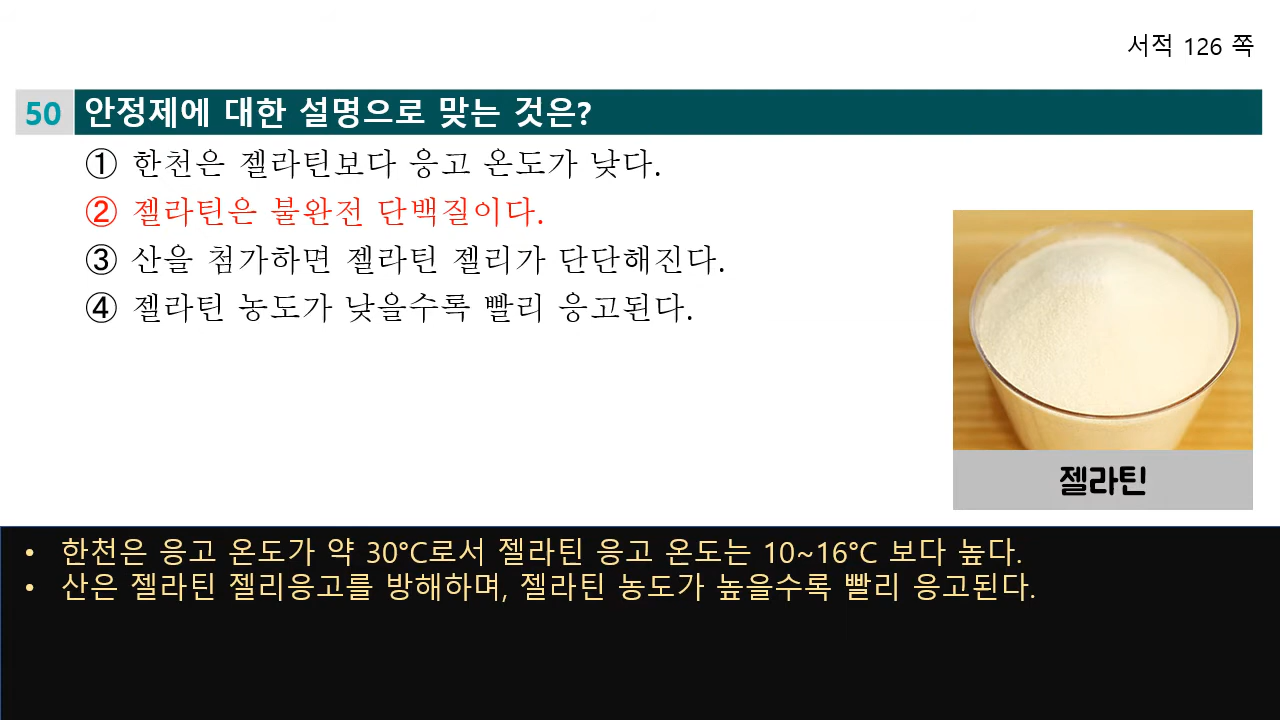 서적 126 쪽
50 안정제에 대한 설명으로 맞는 것은?
① 한천은 젤라틴보다 응고 온도가 낮다.
② 젤라틴은 불완전 단백질이다.
③ 산을 첨가하면 젤라틴 젤리가 단단해진다.
④ 젤라틴 농도가 낮을수록 빨리 응고된다.
젤라틴
• 한천은 응고 온도가 약 30℃로서 젤라틴 응고 온도는 10~16℃ 보다 높다.
• 산은 젤라틴 젤리응고를 방해하며, 젤라틴 농도가 높을수록 빨리 응고된다.